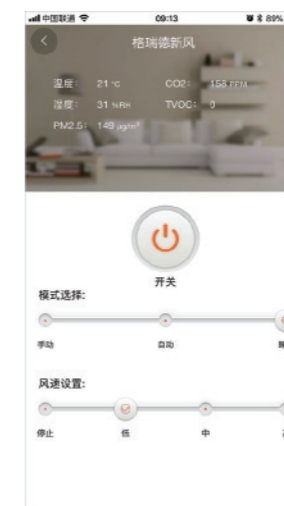 中国联通 09:13 89%
格瑞德新风
温度: 21 ℃ CO2: 158 PPM
湿度: 31 %RH TVOC: 0
PM2.5: 149 μg/m³
开关
模式选择:
手动 自动
风速设置:
停止 低 中